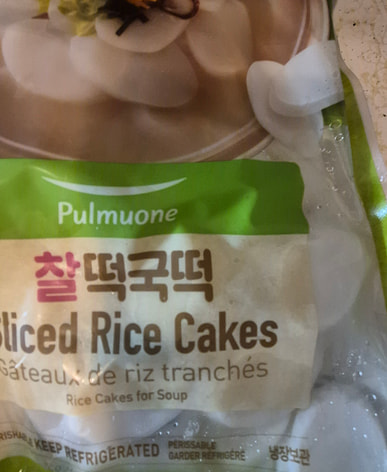 Pulmuone
찰떡국떡
Sliced Rice Cakes
Gâteaux de riz tranchés
Rice Cakes for Soup
KEEP REFRIGERATED PÉRISSABLE GARDER RÉFRIGÉRÉ 냉장보관